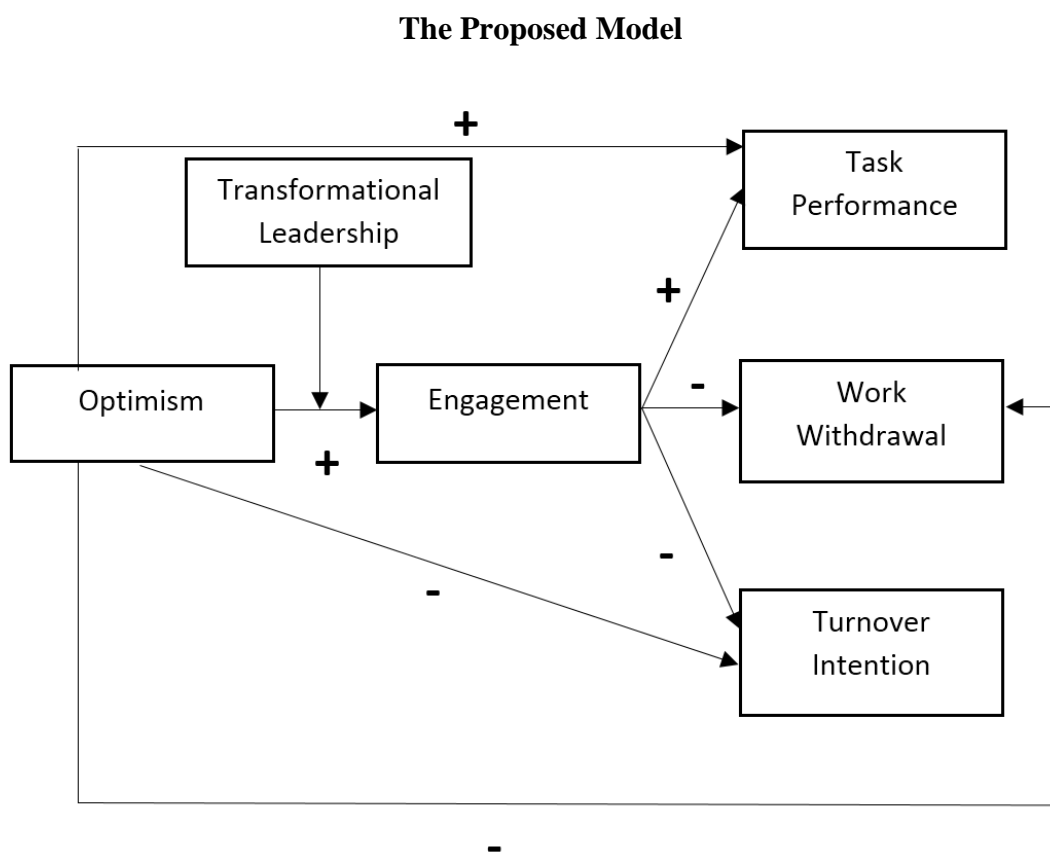 The Proposed Model
+
Task
Performance
Transformational
Leadership
+
Optimism
Engagement
-
Work
Withdrawal
+
-
-
Turnover
Intention
-